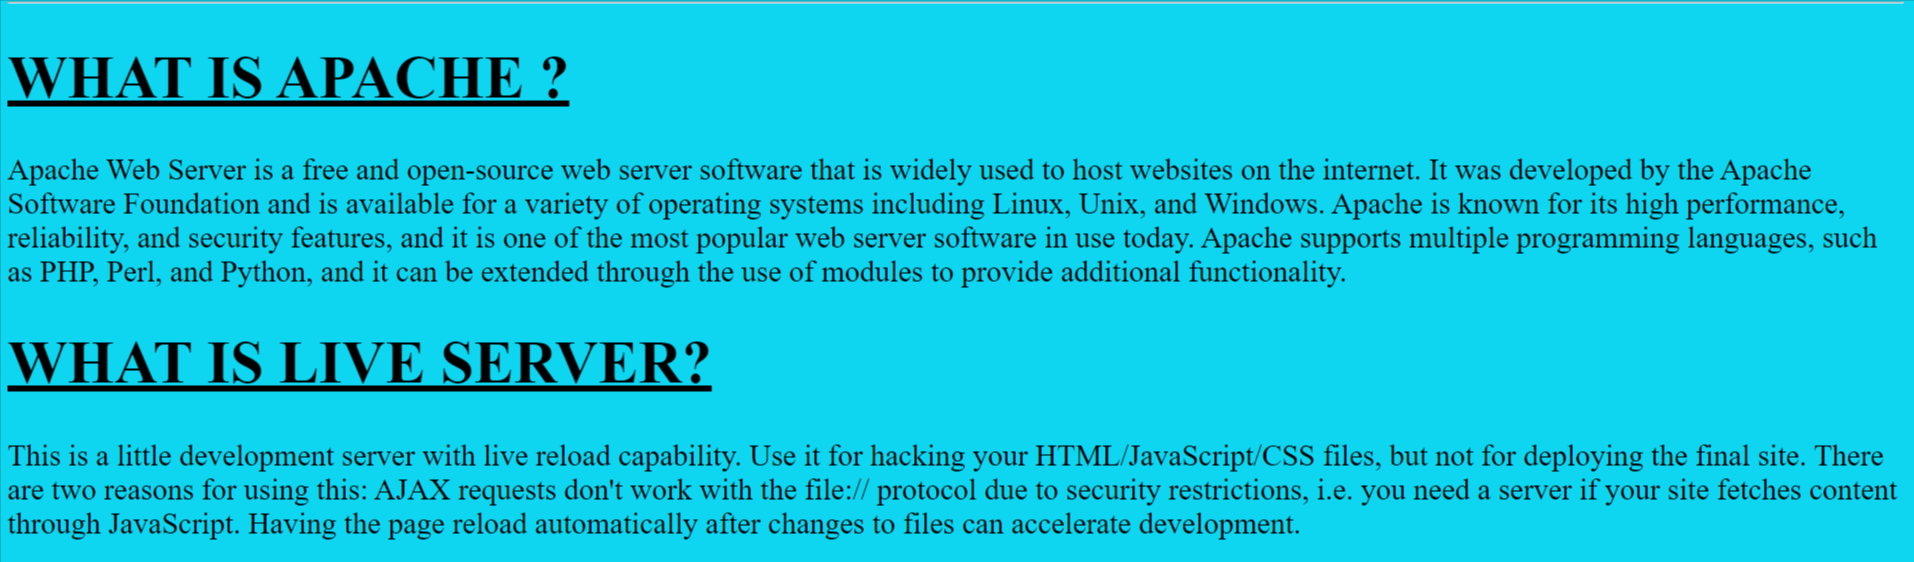 WHAT IS APACHE ?
Apache Web Server is a free and open-source web server software that is widely used to host websites on the internet. It was developed by the Apache
Software Foundation and is available for a variety of operating systems including Linux, Unix, and Windows. Apache is known for its high performance,
reliability, and security features, and it is one of the most popular web server software in use today. Apache supports multiple programming languages, such
as PHP, Perl, and Python, and it can be extended through the use of modules to provide additional functionality.
WHAT IS LIVE SERVER?
This is a little development server with live reload capability. Use it for hacking your HTML/JavaScript/CSS files, but not for deploying the final site. There
are two reasons for using this: AJAX requests don't work with the file:// protocol due to security restrictions, i.e. you need a server if your site fetches content
through JavaScript. Having the page reload automatically after changes to files can accelerate development.